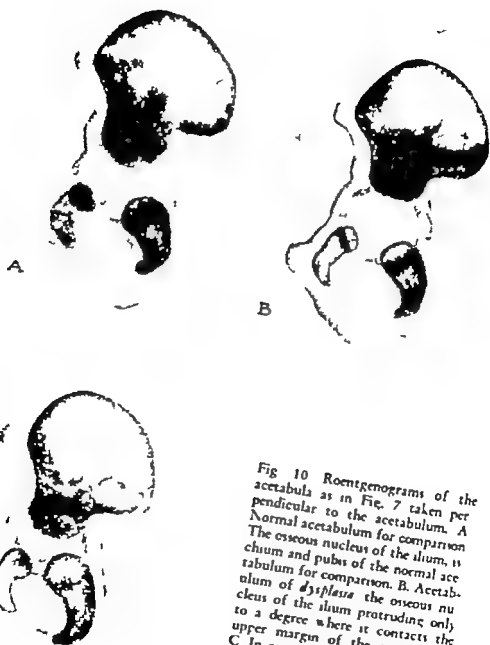 A
B
Fig 10 Roentgenograms of the
acetabula as in Fig. 7 taken per
pendicular to the acetabulum. A
Normal acetabulum for comparison
The osseous nucleus of the ilium, is
chium and pubis of the normal ace
tabulum for comparison. B. Acetab-
ulum of dysplasia the osseous nu
cleus of the ilium protruding only
to a degree where it contacts the
upper margin of the
C In